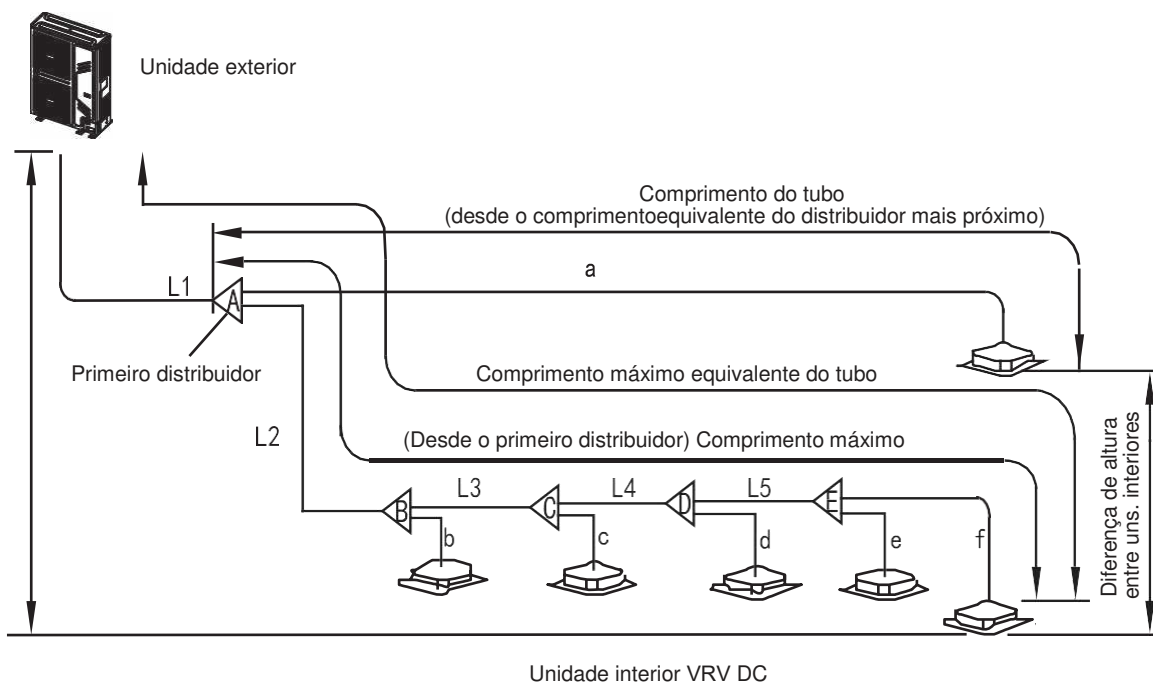 Unidade exterior
Comprimento do tubo
(desde o comprimentoequivalente do distribuidor mais próximo)
a
L1
A
Primeiro distribuidor
Comprimento máximo equivalente do tubo
L2
(Desde o primeiro distribuidor) Comprimento máximo
L3
L4
L5
B
C
D
E
b
c
d
e
f
Diferença de altura
entre uns. interiores
Unidade interior VRV DC